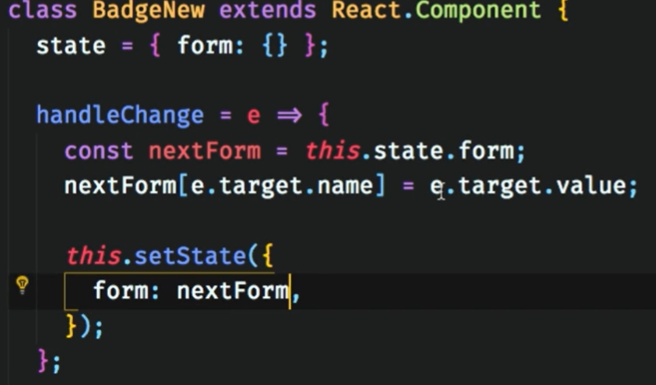 class BadgeNew extends React.Component {
state = { form: {} };
handleChange = e => {
const nextForm = this.state.form;
nextForm[e.target.name] = e.target.value;
this.setState({
form: nextForm,
});
};